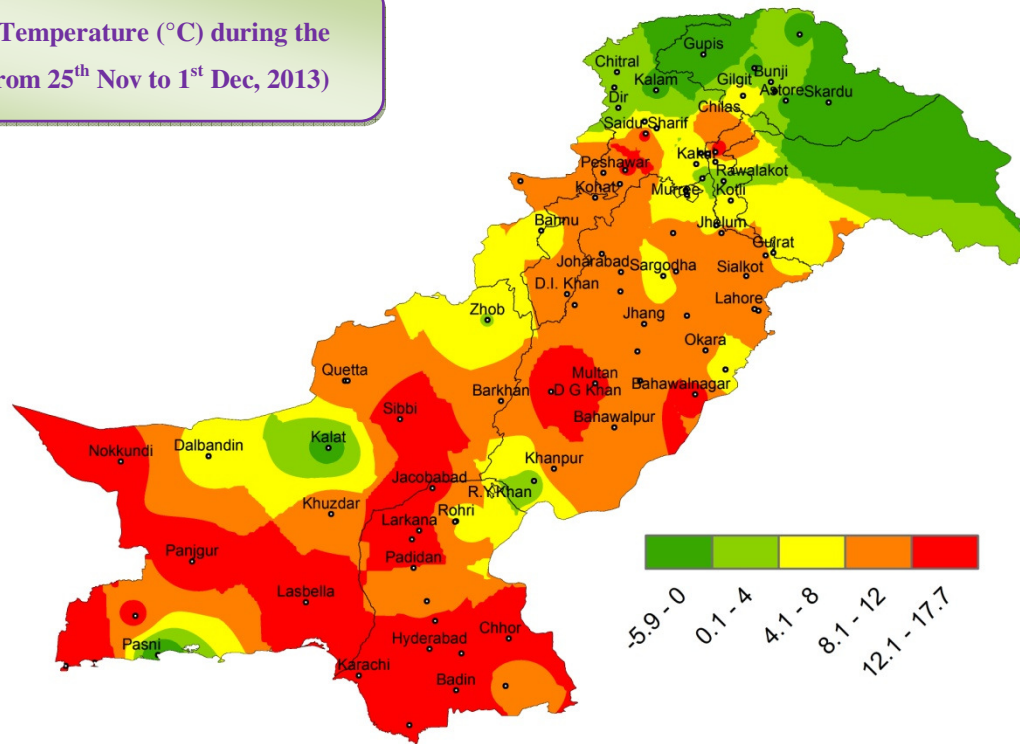 Temperature (°C) during the
rom 25th Nov to 1st Dec, 2013)
Gupis
Chitral
Bunji
Kalam
Gilgit
Dir
Astore
Skardu
Chilas
Saidu Sharif
Peshawar
Rawalakot
Kohat
Kotli
Bannu
Jhelum
Gujrat
Joharabad
Sargodha
Sialkot
D.I. Khan
Lahore
Zhob
Jhang
Okara
Quetta
Multan
Barkhan
D G Khan
Bahawalnagar
Sibbi
Bahawalpur
Kalat
Dalbandin
Nokkundi
Khanpur
Jacobabad
R.Y.Khan
Khuzdar
Rohri
Larkana
Panjgur
Padidan
Lasbella
Chhor
Hyderabad
Pasni
Karachi
Badin
-5.9 - 0
0.1 - 4
4.1 - 8
8.1 - 12
12.1 - 17.7